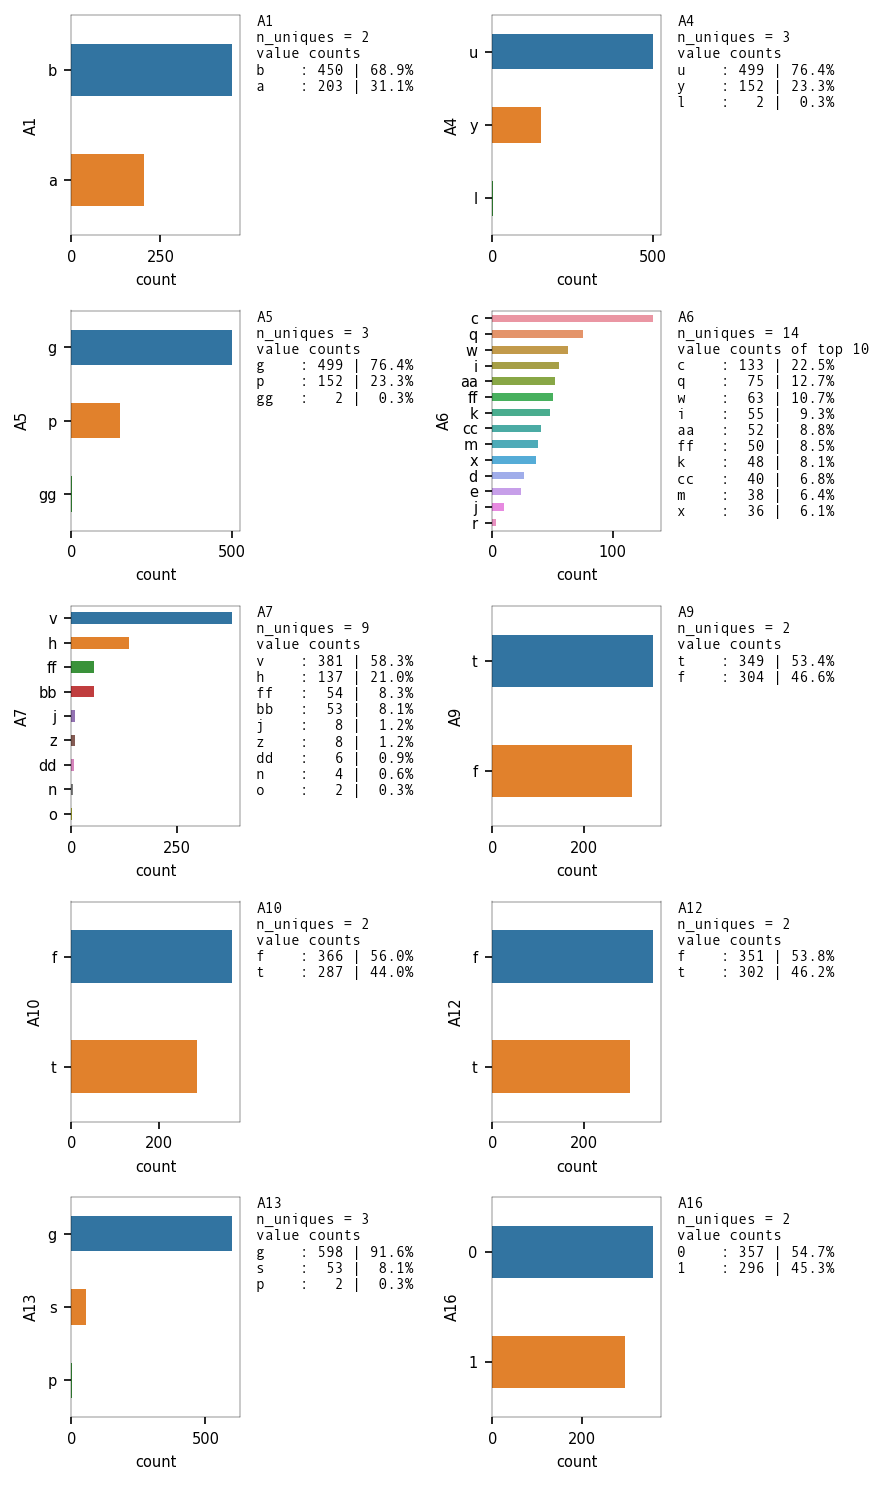 b
a
0
250
count
A1
A1
n_uniques = 2
value counts
b    : 450 | 68.9%
a    : 203 | 31.1%
u
y
l
0
500
count
A4
A4
n_uniques = 3
value counts
u    : 499 | 76.4%
y    : 152 | 23.3%
l    :   2 |  0.3%
g
p
gg
0
500
count
A5
A5
n_uniques = 3
value counts
g    : 499 | 76.4%
p    : 152 | 23.3%
gg   :   2 |  0.3%
c
q
w
i
aa
ff
k
cc
m
x
d
e
j
r
0
100
count
A6
A6
n_uniques = 14
value counts of top 10
c    : 133 | 22.5%
q    :  75 | 12.7%
w    :  63 | 10.7%
i    :  55 |  9.3%
aa   :  52 |  8.8%
ff   :  50 |  8.5%
k    :  48 |  8.1%
cc   :  40 |  6.8%
m    :  38 |  6.4%
x    :  36 |  6.1%
v
h
ff
bb
j
z
dd
n
o
0
250
count
A7
A7
n_uniques = 9
value counts
v    : 381 | 58.3%
h    : 137 | 21.0%
ff   :  54 |  8.3%
bb   :  53 |  8.1%
j    :   8 |  1.2%
z    :   8 |  1.2%
dd   :   6 |  0.9%
n    :   4 |  0.6%
o    :   2 |  0.3%
t
f
0
200
count
A9
A9
n_uniques = 2
value counts
t    : 349 | 53.4%
f    : 304 | 46.6%
f
t
0
200
count
A10
A10
n_uniques = 2
value counts
f    : 366 | 56.0%
t    : 287 | 44.0%
f
t
0
200
count
A12
A12
n_uniques = 2
value counts
f    : 351 | 53.8%
t    : 302 | 46.2%
g
s
p
0
500
count
A13
A13
n_uniques = 3
value counts
g    : 598 | 91.6%
s    :  53 |  8.1%
p    :   2 |  0.3%
0
1
0
200
count
A16
A16
n_uniques = 2
value counts
0    : 357 | 54.7%
1    : 296 | 45.3%